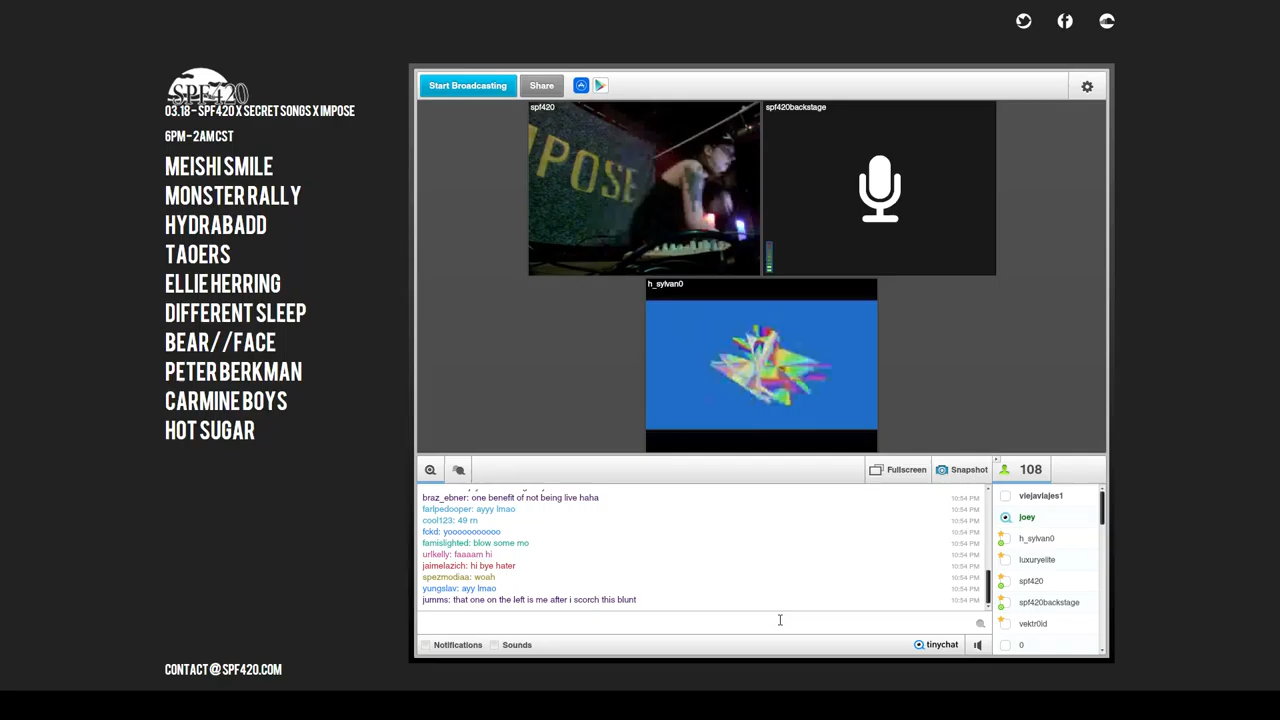 SPF420
03.18 - SPF420 X SECRET SONGS X IMPOSE
6PM - 2AM CST
MEISHI SMILE
MONSTER RALLY
HYDRABADD
TAOERS
ELLIE HERRING
DIFFERENT SLEEP
BEAR//FACE
PETER BERKMAN
CARMINE BOYS
HOT SUGAR
CONTACT@SPF420.COM
Start Broadcasting
Share
spf420
spf420backstage
POSE
h_sylvan0
Fullscreen
Snapshot
108
braz_ebner: one benefit of not being live haha 10:54 PM
farlpedooper: ayyy lmao 10:54 PM
cool123: 49 rn 10:54 PM
fckd: yooooooooooo 10:54 PM
famislighted: blow some mo 10:54 PM
urlkelly: faaaam hi 10:54 PM
jaimelazich: hi bye hater 10:54 PM
spezmodiaa: woah 10:54 PM
yungslav: ayy lmao 10:54 PM
jumms: that one on the left is me after i scorch this blunt 10:54 PM
Notifications
Sounds
tinychat
viejaviajes1
joey
h_sylvan0
luxuryelite
spf420
spf420backstage
vektr0id
0